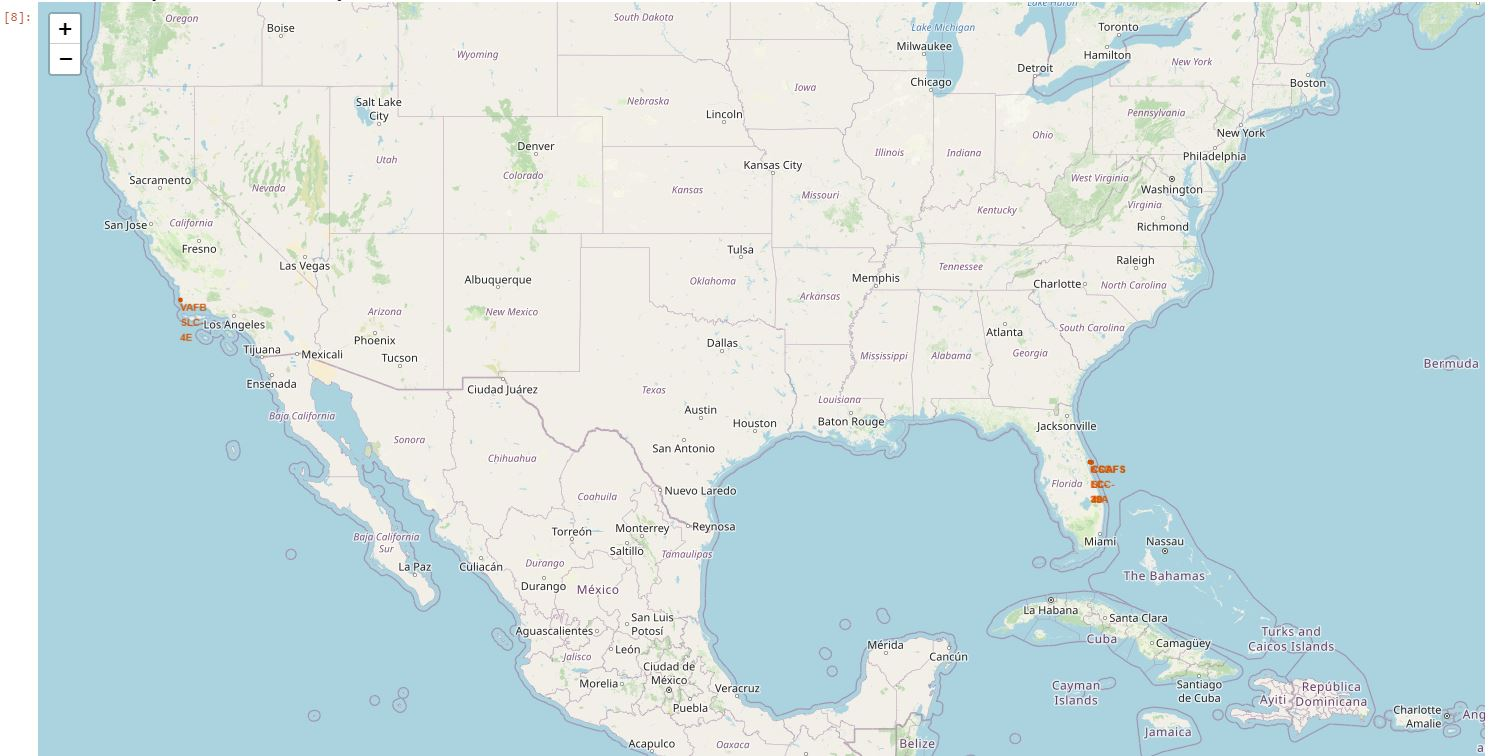 [8]:
+
−
Oregon
Boise
South Dakota
Wyoming
Lake Michigan
Milwaukee
Lake Huron
Toronto
Hamilton
New York
Detroit
Chicago
Boston
Salt Lake
City
Nebraska
Iowa
Lincoln
Pennsylvania
New York
Philadelphia
Ohio
Denver
Utah
Colorado
Illinois
Indiana
Kansas City
Kansas
Missouri
West Virginia
Washington
Virginia
Richmond
Sacramento
Nevada
San Jose
California
Fresno
Las Vegas
Kentucky
Tulsa
Albuquerque
Oklahoma
Memphis
Tennessee
Raleigh
Charlotte
North Carolina
VAFB
SLC-
4E
Los Angeles
Arizona
New Mexico
Arkansas
Phoenix
Tucson
Dallas
Atlanta
South Carolina
Tijuana
Mexicali
Mississippi
Alabama
Georgia
Bermuda
Ensenada
Ciudad Juárez
Texas
Louisiana
Baja California
Austin
Houston
Baton Rouge
Jacksonville
Sonora
San Antonio
Chihuahua
Florida
Coahuila
Nuevo Laredo
Torreón
Monterrey
Reynosa
Baja California
Sur
Saltillo
Tamaulipas
Miami
Nassau
La Paz
Culiacán
Durango
Durango
México
The Bahamas
La Habana
Santa Clara
Aguascalientes
San Luis
Potosí
Cuba
Camagüey
Turks and
Caicos Islands
Jalisco
León
Mérida
Cancún
Ciudad de
México
Morelia
Veracruz
Cayman
Islands
Santiago
de Cuba
Ayiti
República
Dominicana
Puebla
Charlotte
Amalie
Acapulco
Oaxaca
Belize
Jamaica